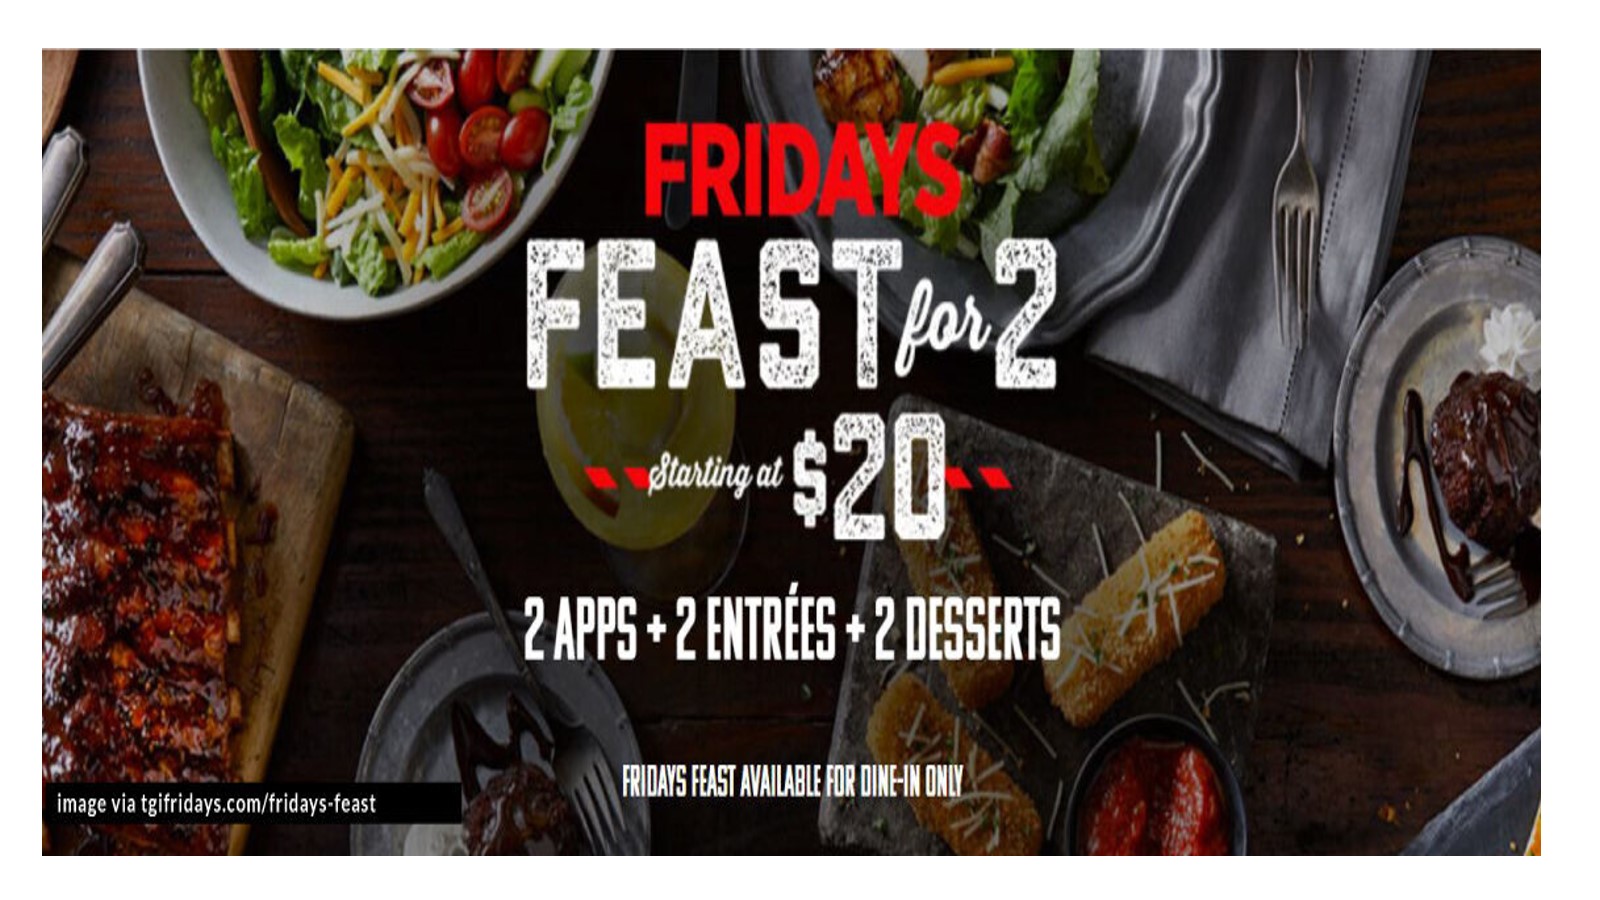 FRIDAYS
FEAST for 2
Starting at $20
2 APPS + 2 ENTRÉES + 2 DESSERTS
FRIDAYS FEAST AVAILABLE FOR DINE-IN ONLY
image via tgifridays.com/fridays-feast